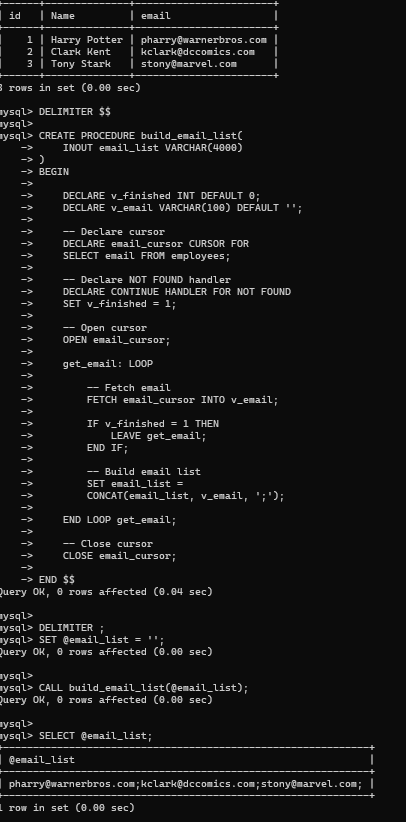 +------+--------------+-----------------------+
| id   | Name         | email                 |
+------+--------------+-----------------------+
|    1 | Harry Potter | pharry@warnerbros.com |
|    2 | Clark Kent   | kclark@dccomics.com   |
|    3 | Tony Stark   | stony@marvel.com      |
+------+--------------+-----------------------+
3 rows in set (0.00 sec)

mysql> DELIMITER $$
mysql>
mysql> CREATE PROCEDURE build_email_list(
    ->     INOUT email_list VARCHAR(4000)
    -> )
    -> BEGIN
    ->
    ->     DECLARE v_finished INT DEFAULT 0;
    ->     DECLARE v_email VARCHAR(100) DEFAULT '';
    ->
    ->     -- Declare cursor
    ->     DECLARE email_cursor CURSOR FOR
    ->     SELECT email FROM employees;
    ->
    ->     -- Declare NOT FOUND handler
    ->     DECLARE CONTINUE HANDLER FOR NOT FOUND
    ->     SET v_finished = 1;
    ->
    ->     -- Open cursor
    ->     OPEN email_cursor;
    ->
    ->     get_email: LOOP
    ->
    ->         -- Fetch email
    ->         FETCH email_cursor INTO v_email;
    ->
    ->         IF v_finished = 1 THEN
    ->             LEAVE get_email;
    ->         END IF;
    ->
    ->         -- Build email list
    ->         SET email_list =
    ->         CONCAT(email_list, v_email, ';');
    ->
    ->     END LOOP get_email;
    ->
    ->     -- Close cursor
    ->     CLOSE email_cursor;
    ->
    -> END $$
Query OK, 0 rows affected (0.04 sec)

mysql>
mysql> DELIMITER ;
mysql> SET @email_list = '';
Query OK, 0 rows affected (0.00 sec)

mysql>
mysql> CALL build_email_list(@email_list);
Query OK, 0 rows affected (0.00 sec)

mysql>
mysql> SELECT @email_list;
+-------------------------------------------------------------+
| @email_list                                                 |
+-------------------------------------------------------------+
| pharry@warnerbros.com;kclark@dccomics.com;stony@marvel.com; |
+-------------------------------------------------------------+
1 row in set (0.00 sec)